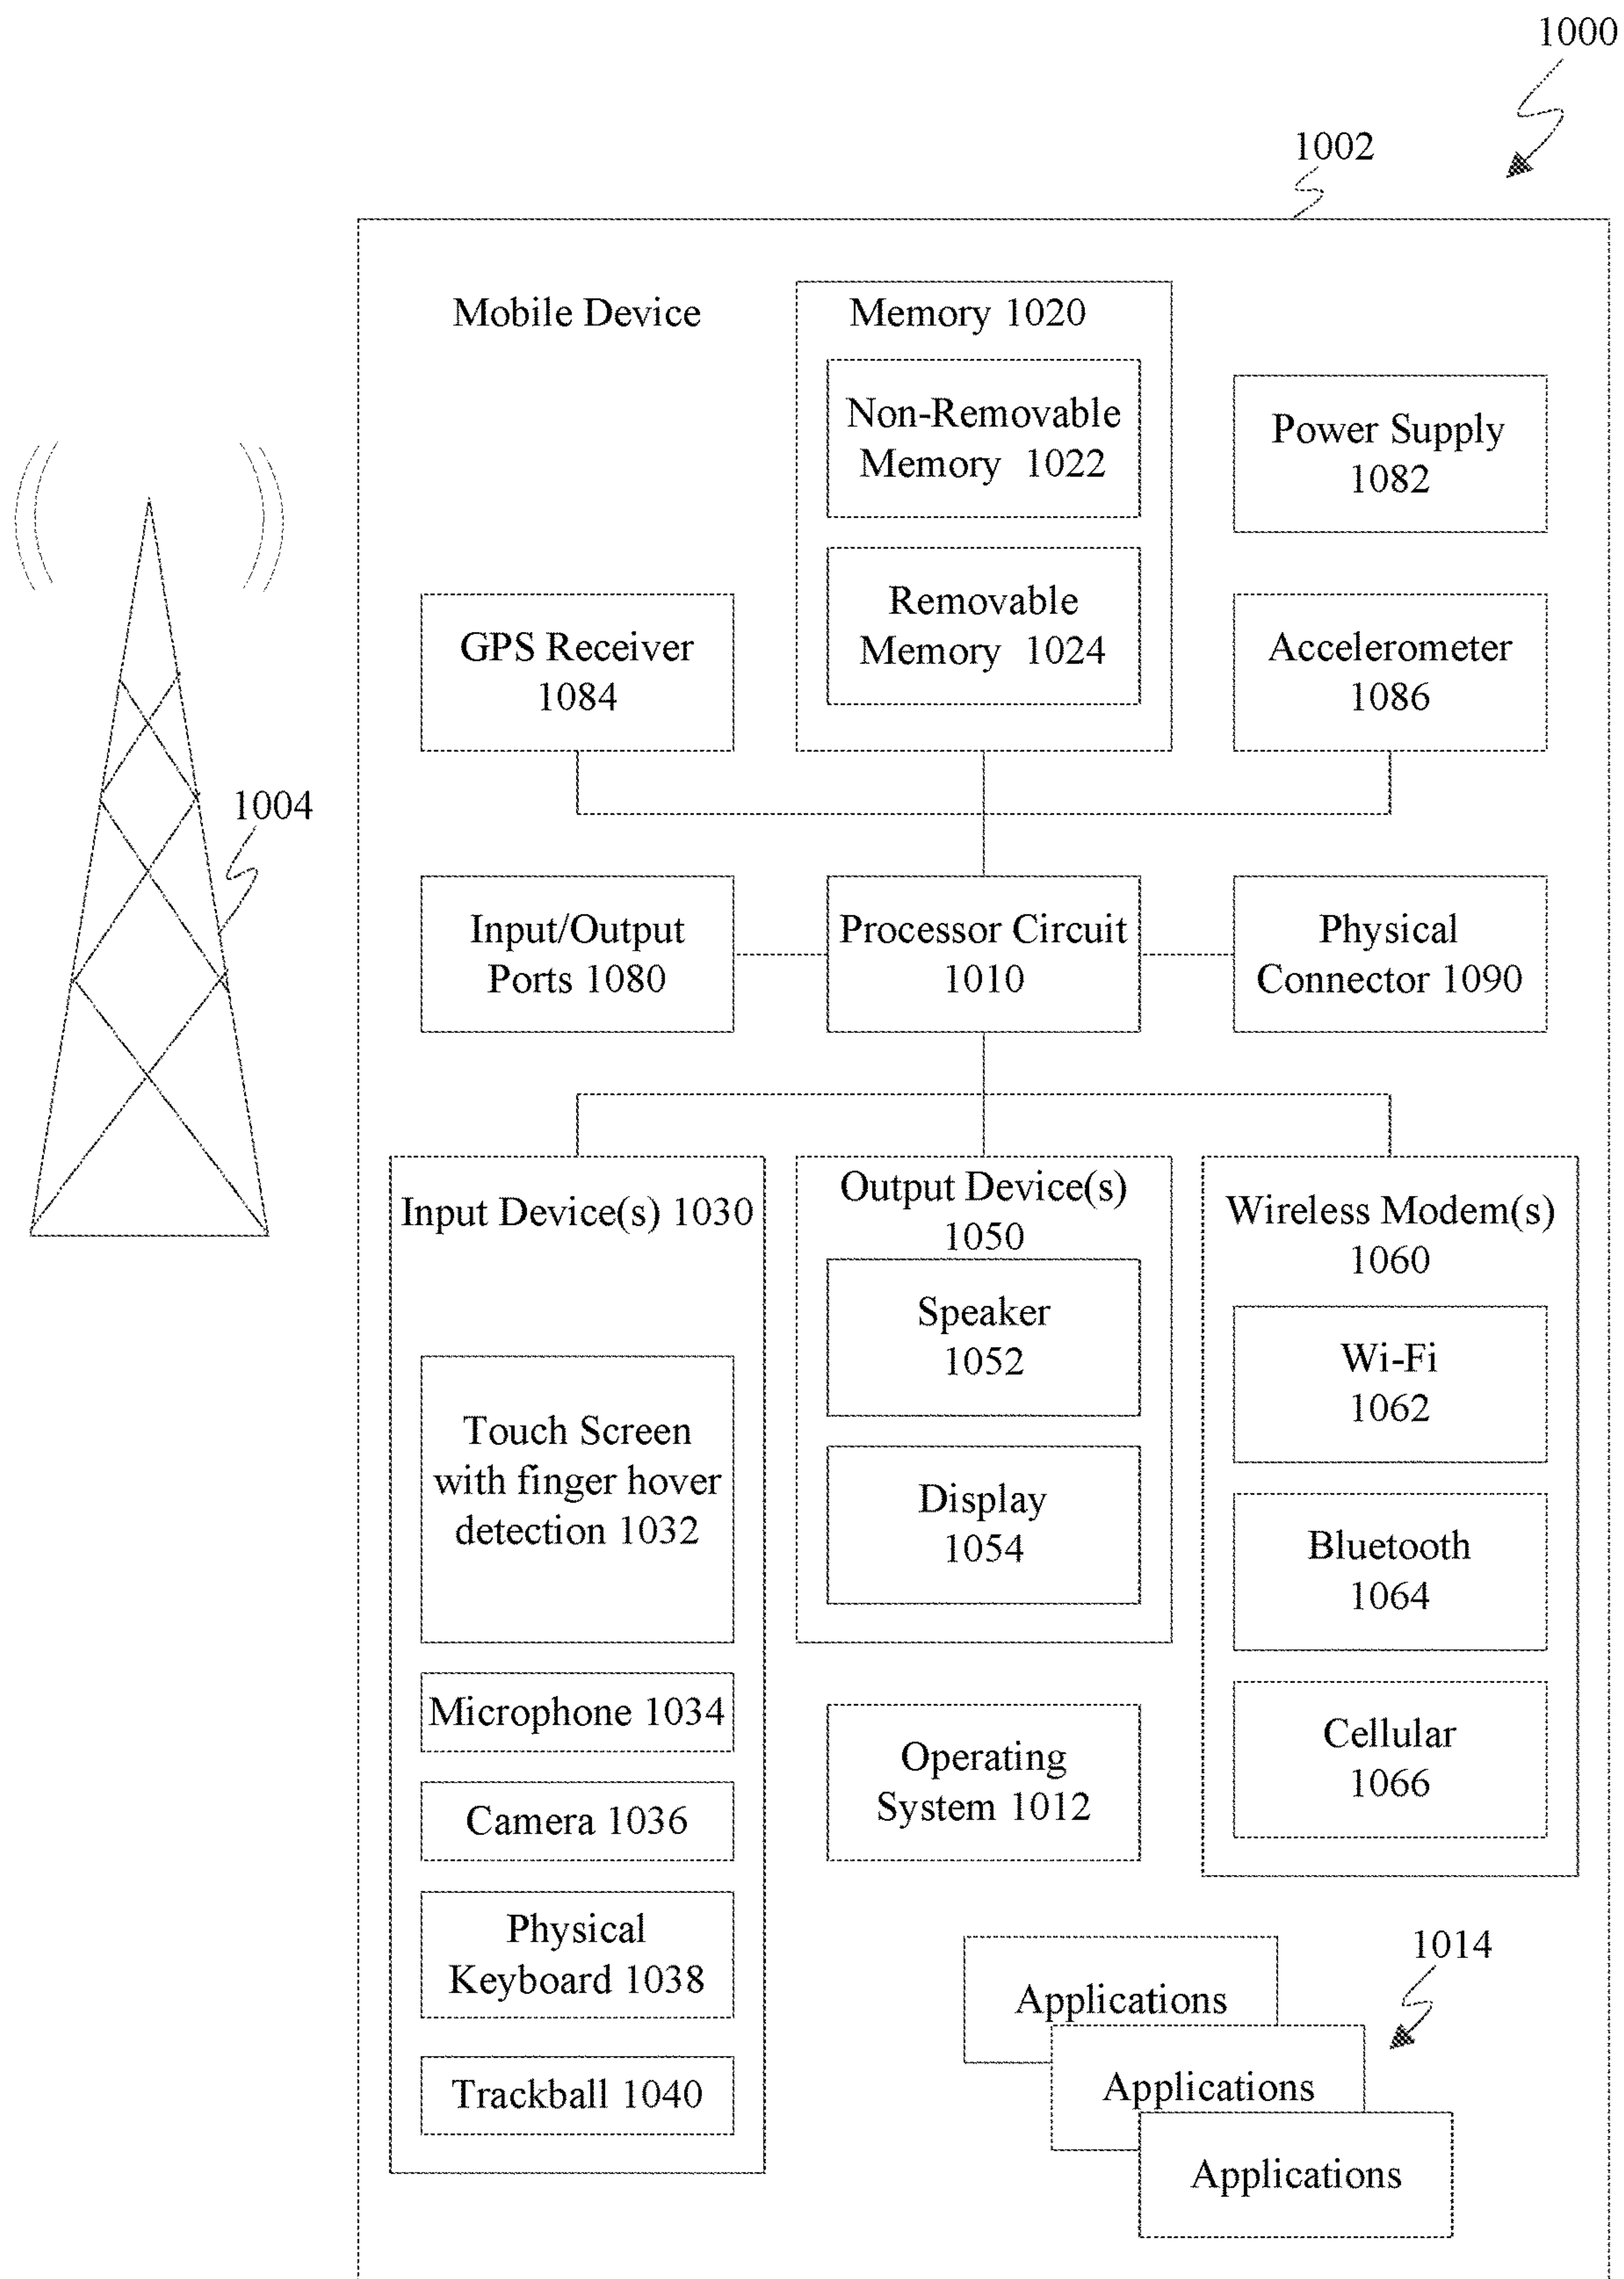 1000
1002
Mobile Device
Memory 1020
Non-Removable
Memory 1022
Removable
Memory 1024
Power Supply
1082
GPS Receiver
1084
Accelerometer
1086
1004
Input/Output
Ports 1080
Processor Circuit
1010
Physical
Connector 1090
Input Device(s) 1030
Touch Screen
with finger hover
detection 1032
Microphone 1034
Camera 1036
Physical
Keyboard 1038
Trackball 1040
Output Device(s)
1050
Speaker
1052
Display
1054
Operating
System 1012
Wireless Modem(s)
1060
Wi-Fi
1062
Bluetooth
1064
Cellular
1066
1014
Applications
Applications
Applications